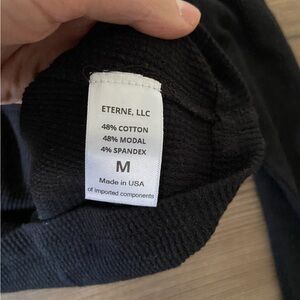 ETERNE, LLC
48% COTTON
48% MODAL
4% SPANDEX
M
Made in USA
of imported components